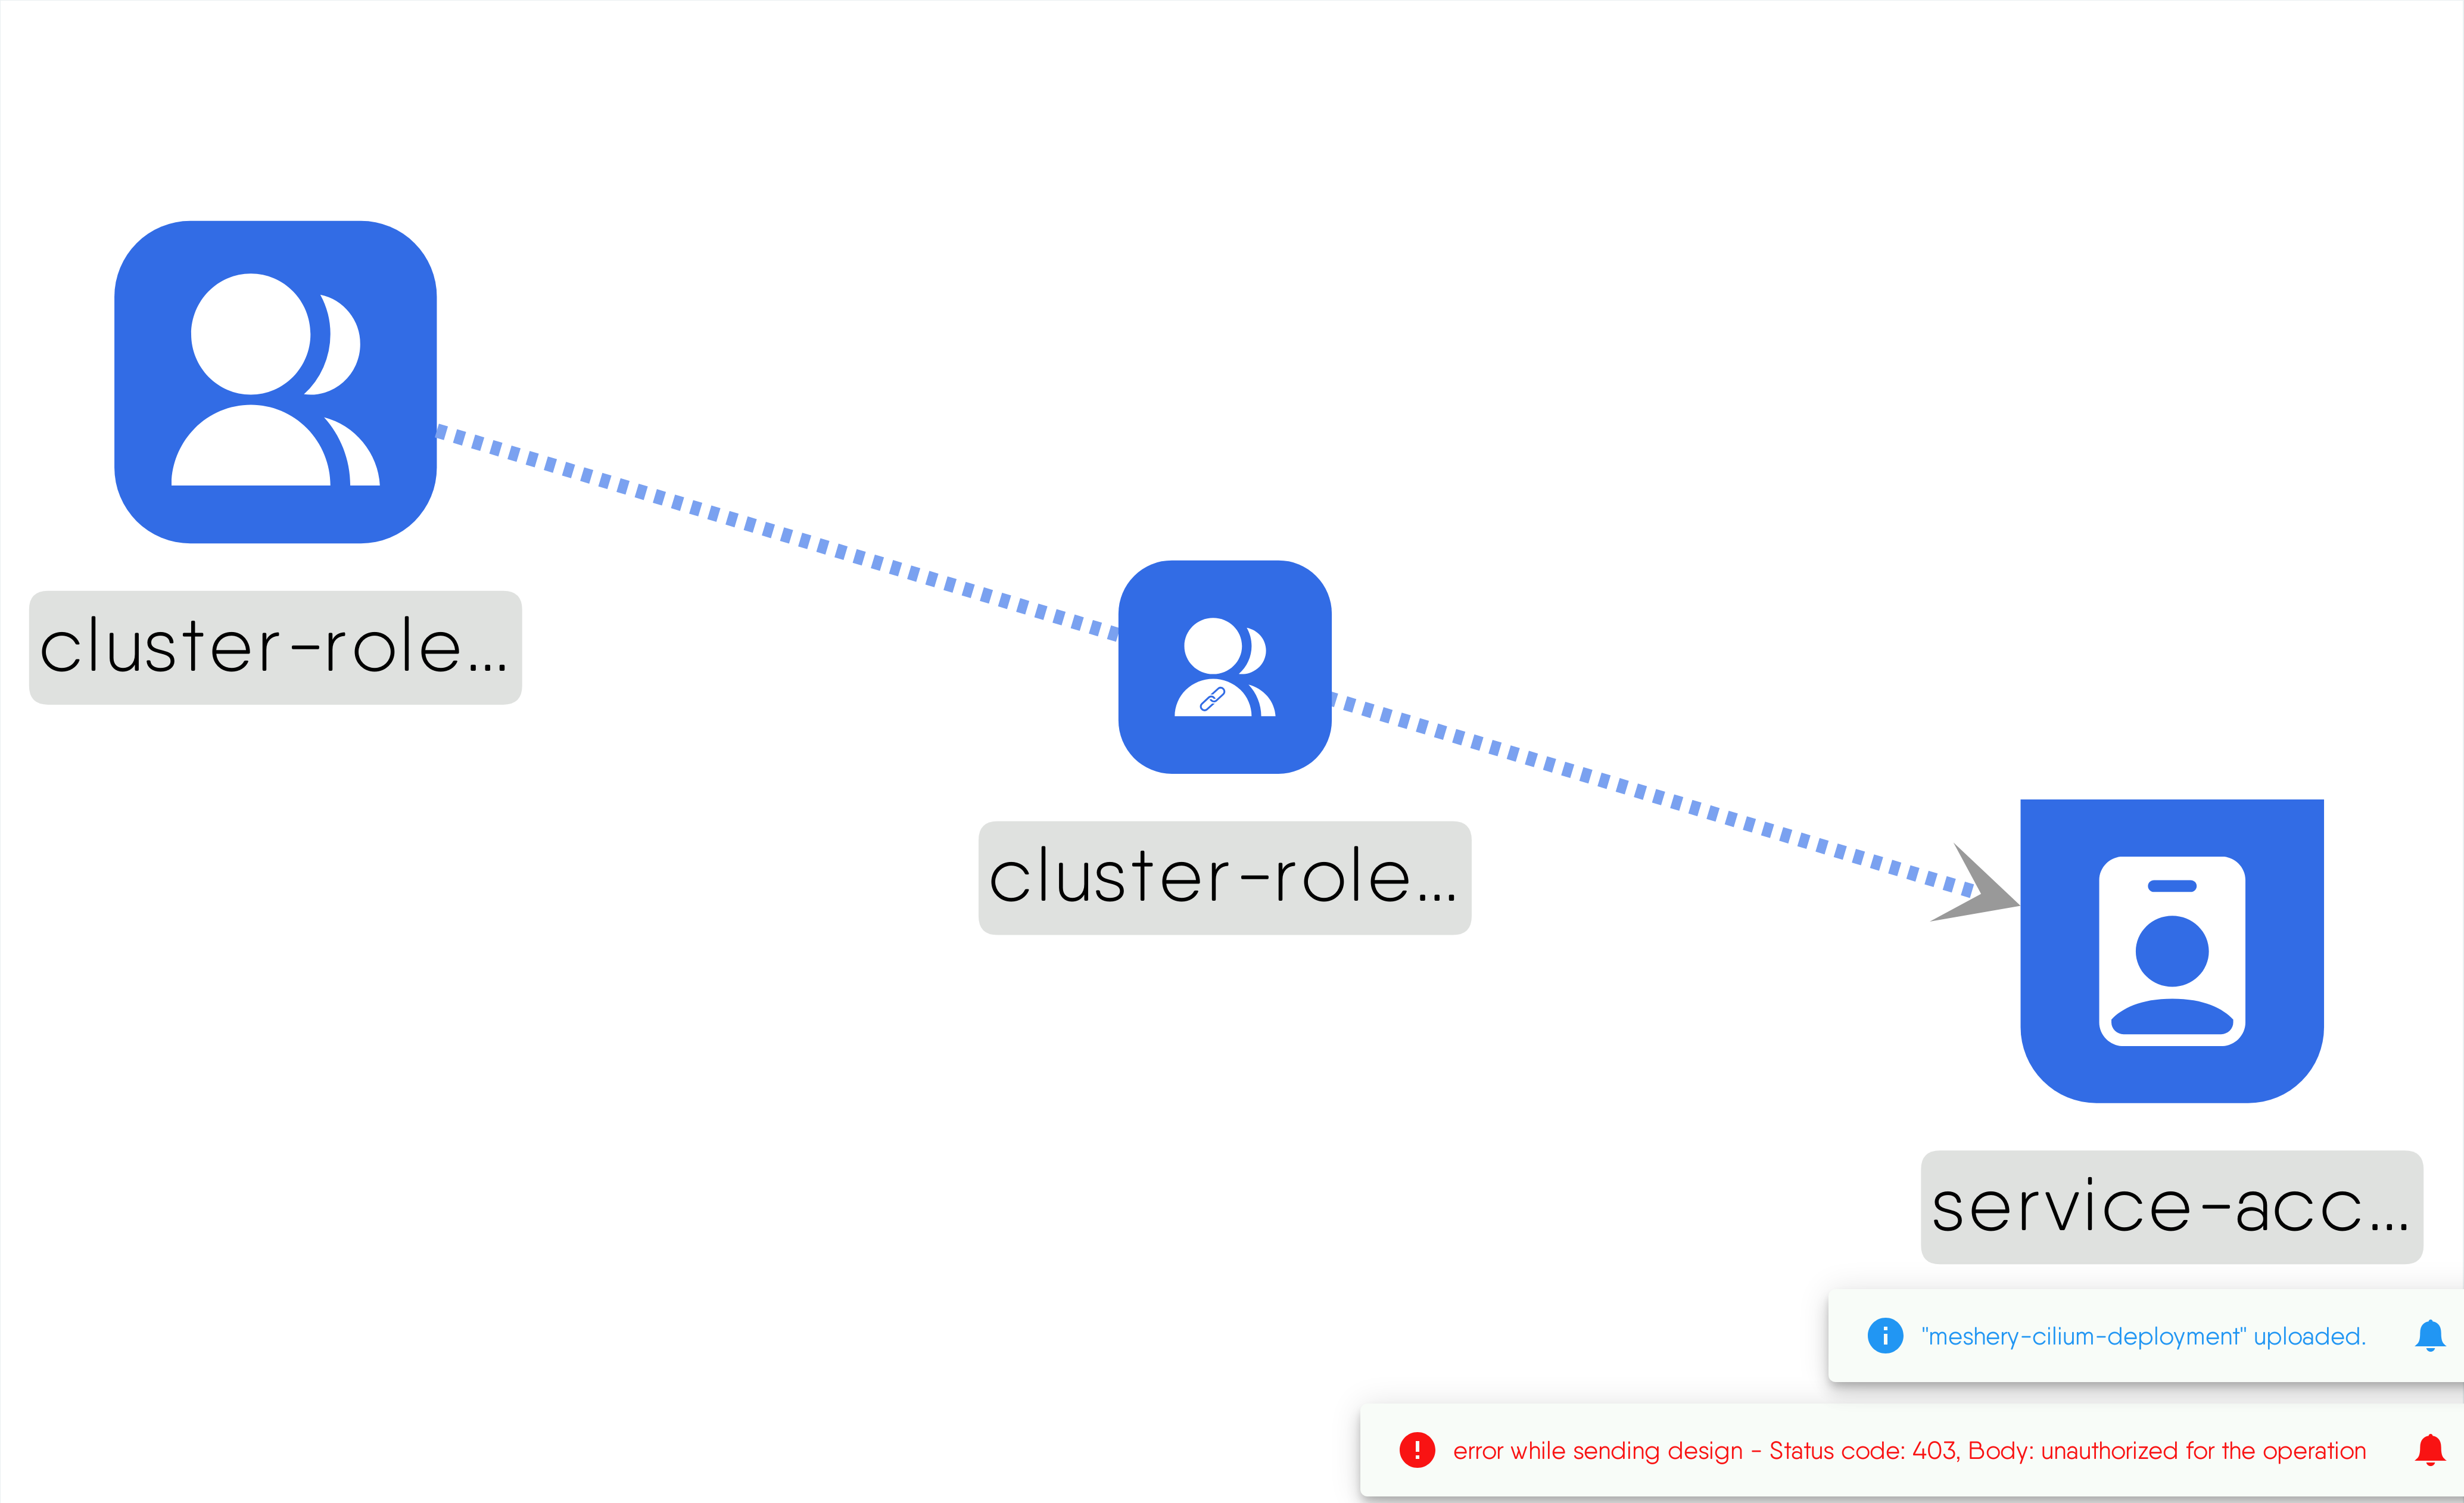 cluster-role...
cluster-role...
service-acc...
"meshery-cilium-deployment" uploaded.
error while sending design - Status code: 403, Body: unauthorized for the operation